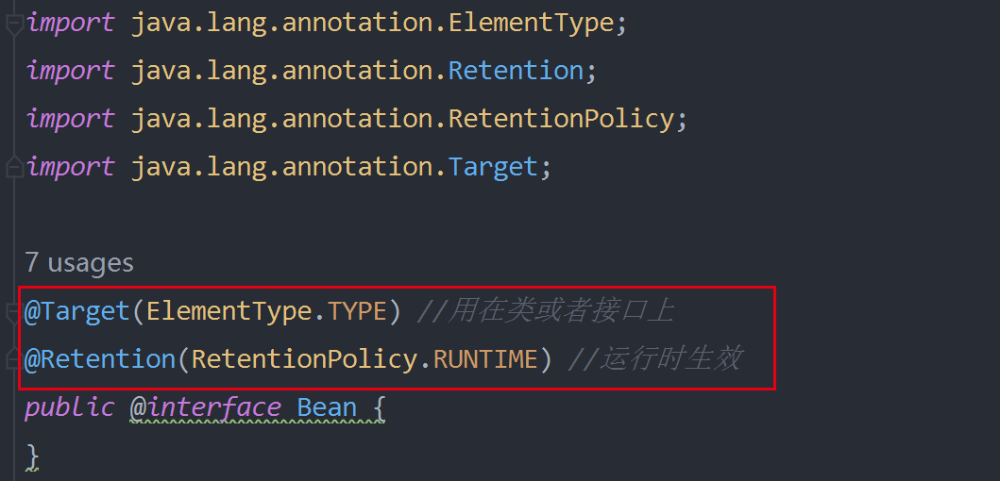 import java.lang.annotation.ElementType;
import java.lang.annotation.Retention;
import java.lang.annotation.RetentionPolicy;
import java.lang.annotation.Target;
7 usages
@Target(ElementType.TYPE) //用在类或者接口上
@Retention(RetentionPolicy.RUNTIME) //运行时生效
public @interface Bean {
}